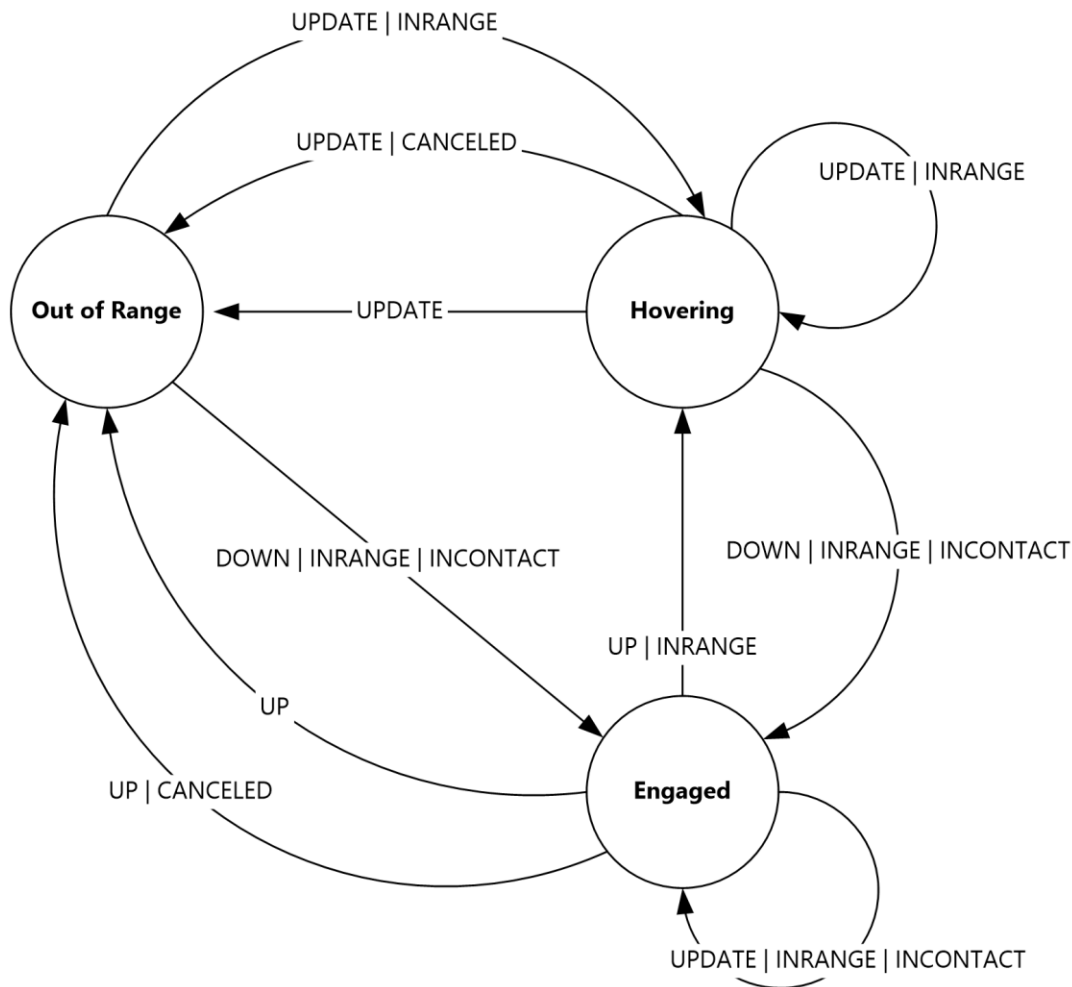 UPDATE | INRANGE
UPDATE | CANCELED
UPDATE | INRANGE
Out of Range
UPDATE
Hovering
DOWN | INRANGE | INCONTACT
DOWN | INRANGE | INCONTACT
UP | INRANGE
UP
UP | CANCELED
Engaged
UPDATE | INRANGE | INCONTACT